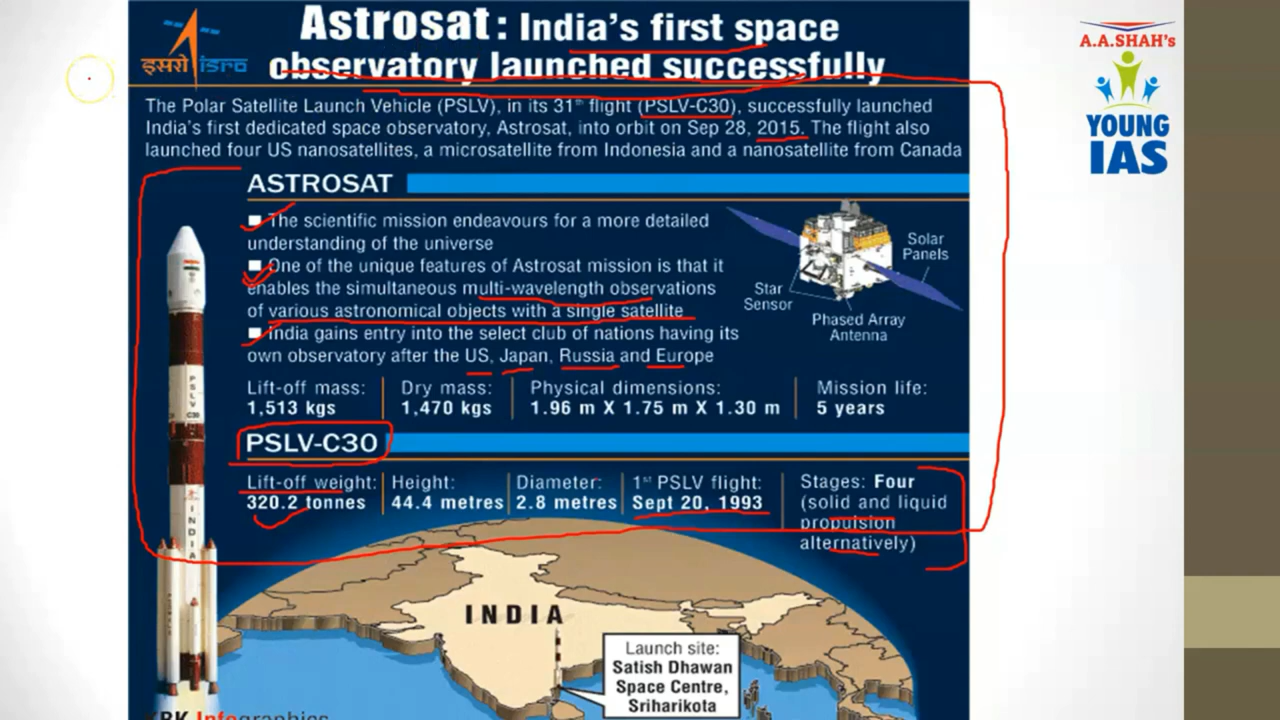 Astrosat: India's first space
observatory launched successfully
इसरो isro
A.A.SHAH's
YOUNG
IAS
The Polar Satellite Launch Vehicle (PSLV), in its 31st flight (PSLV-C30), successfully launched
India's first dedicated space observatory, Astrosat, into orbit on Sep 28, 2015. The flight also
launched four US nanosatellites, a microsatellite from Indonesia and a nanosatellite from Canada
ASTROSAT
The scientific mission endeavours for a more detailed
understanding of the universe
One of the unique features of Astrosat mission is that it
enables the simultaneous multi-wavelength observations
of various astronomical objects with a single satellite
India gains entry into the select club of nations having its
own observatory after the US, Japan, Russia and Europe
Solar
Panels
Star
Sensor
Phased Array
Antenna
Lift-off mass:
1,513 kgs
Dry mass:
1,470 kgs
Physical dimensions:
1.96 m X 1.75 m X 1.30 m
Mission life:
5 years
PSLV-C30
Lift-off weight:
320.2 tonnes
Height:
44.4 metres
Diameter:
2.8 metres
1st PSLV flight:
Sept 20, 1993
Stages: Four
(solid and liquid
propulsion
alternatively)
PSLV
C30
INDIA
INDIA
Launch site:
Satish Dhawan
Space Centre,
Sriharikota
KBK Infographics